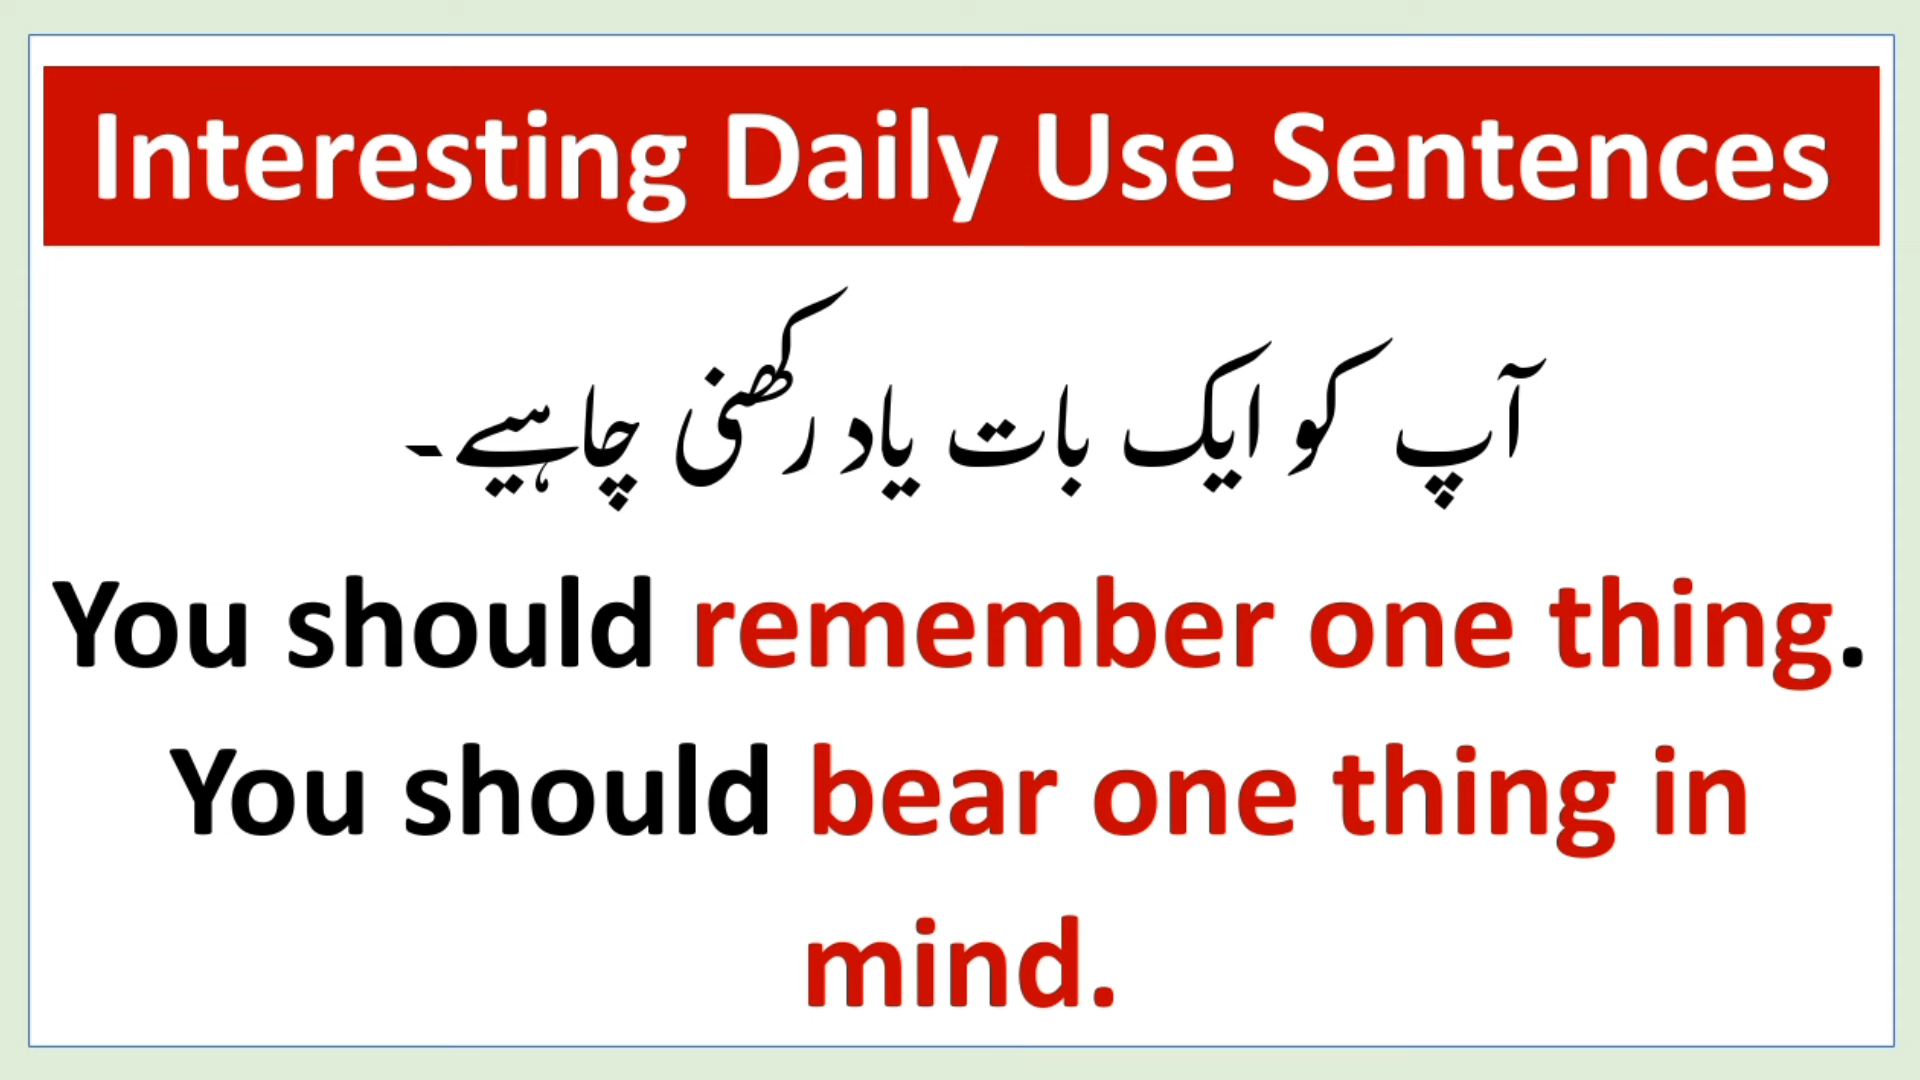 Interesting Daily Use Sentences
آپ کو ایک بات یاد رکھنی چاہیے۔
You should remember one thing.
You should bear one thing in
mind.